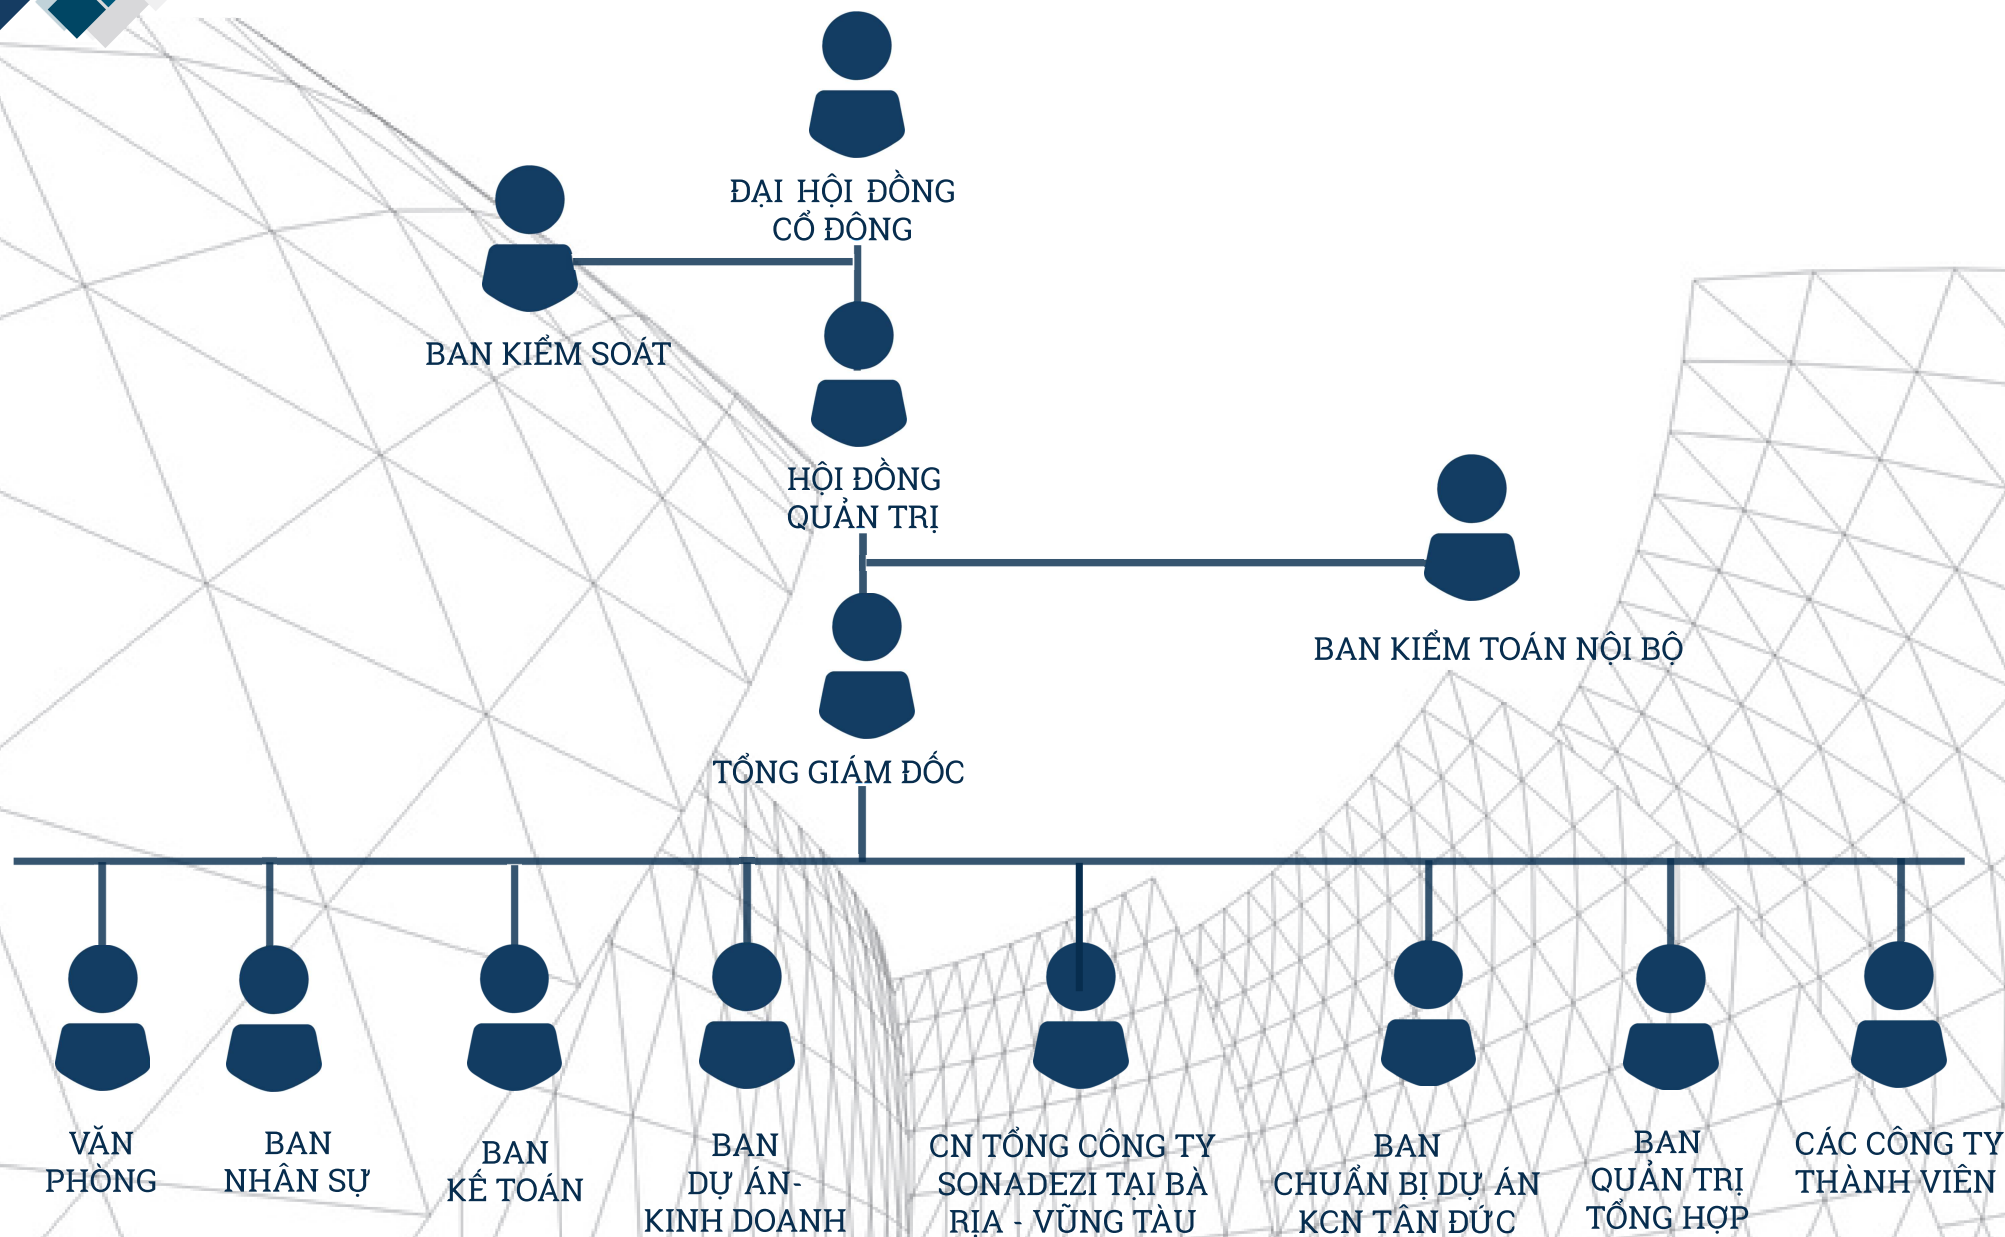 ĐẠI HỘI ĐỒNG
CỔ ĐÔNG
BAN KIỂM SOÁT
HỘI ĐỒNG
QUẢN TRỊ
BAN KIỂM TOÁN NỘI BỘ
TỔNG GIÁM ĐỐC
VĂN
PHÒNG
BAN
NHÂN SỰ
BAN
KẾ TOÁN
BAN
DỰ ÁN-
KINH DOANH
CN TỔNG CÔNG TY
SONADEZI TẠI BÀ
RỊA - VŨNG TÀU
BAN
CHUẨN BỊ DỰ ÁN
KCN TÂN ĐỨC
BAN
QUẢN TRỊ
TỔNG HỢP
CÁC CÔNG TY
THÀNH VIÊN